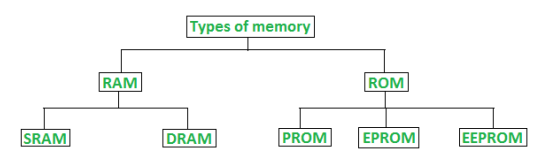 Types of memory
RAM ROM
SRAM DRAM PROM EPROM EEPROM